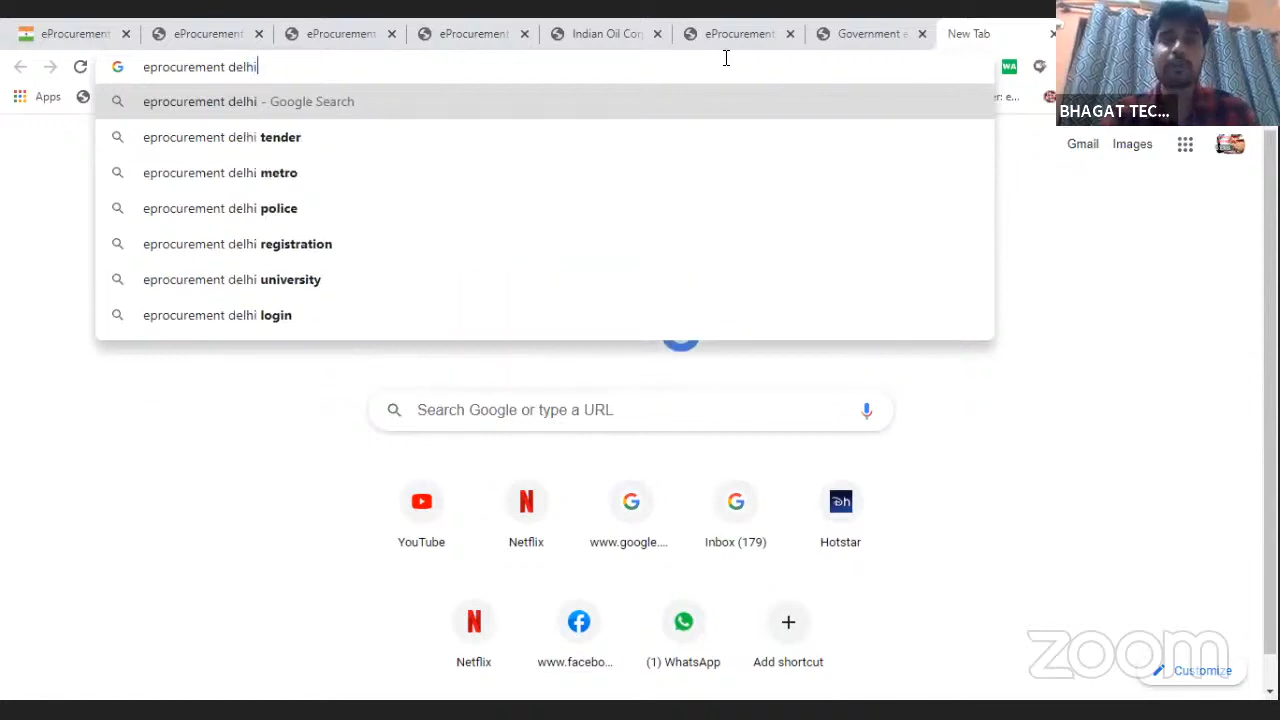 eProcurement
eProcurement
eProcurement
eProcurement
Indian Oil Corp
eProcurement
Government e
New Tab
eprocurement delhi
WA
Apps
er: e...
eprocurement delhi - Google Search
eprocurement delhi tender
eprocurement delhi metro
eprocurement delhi police
eprocurement delhi registration
eprocurement delhi university
eprocurement delhi login
BHAGAT TEC...
Gmail
Images
Search Google or type a URL
YouTube
Netflix
www.google....
Inbox (179)
Hotstar
Netflix
www.facebo...
(1) WhatsApp
Add shortcut
zoom
Customize